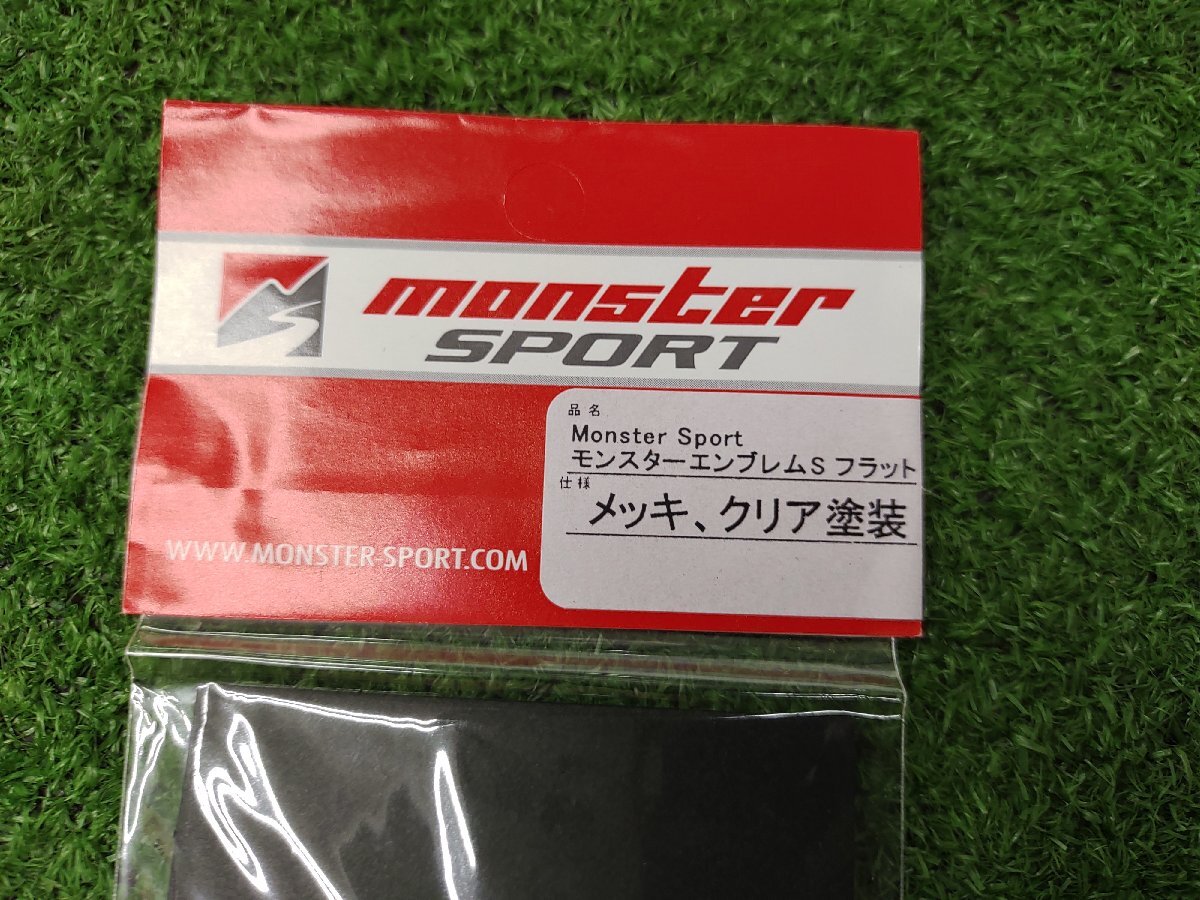 monster
SPORT
品名
Monster Sport
モンスターエンブレムS フラット
仕様
メッキ、クリア塗装
WWW.MONSTER-SPORT.COM